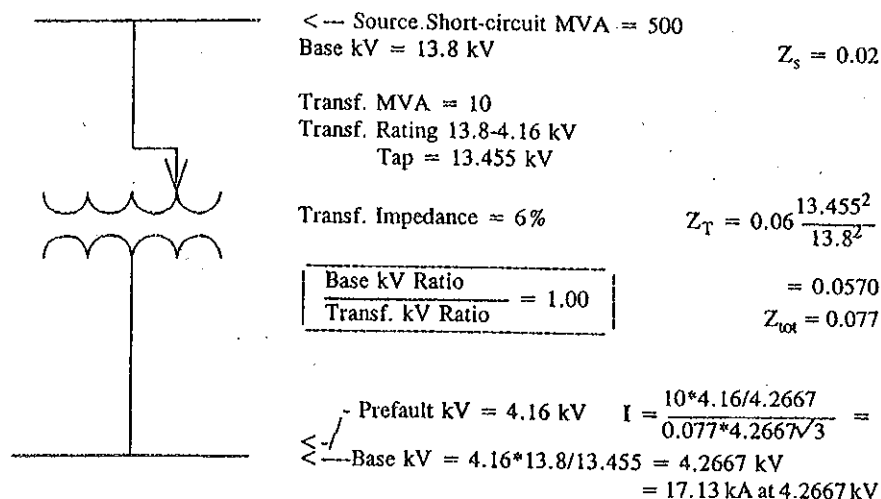 <--- Source.Short-circuit MVA = 500
Base kV = 13.8 kV Z_s = 0.02
Transf. MVA = 10
Transf. Rating 13.8-4.16 kV
Tap = 13.455 kV
Transf. Impedance = 6% Z_T = 0.06 13.455²/13.8²
Base kV Ratio/Transf. kV Ratio = 1.00 = 0.0570
Z_tot = 0.077
Prefault kV = 4.16 kV I = 10*4.16/4.2667 / 0.077*4.2667√3 =
<---Base kV = 4.16*13.8/13.455 = 4.2667 kV
= 17.13 kA at 4.2667 kV